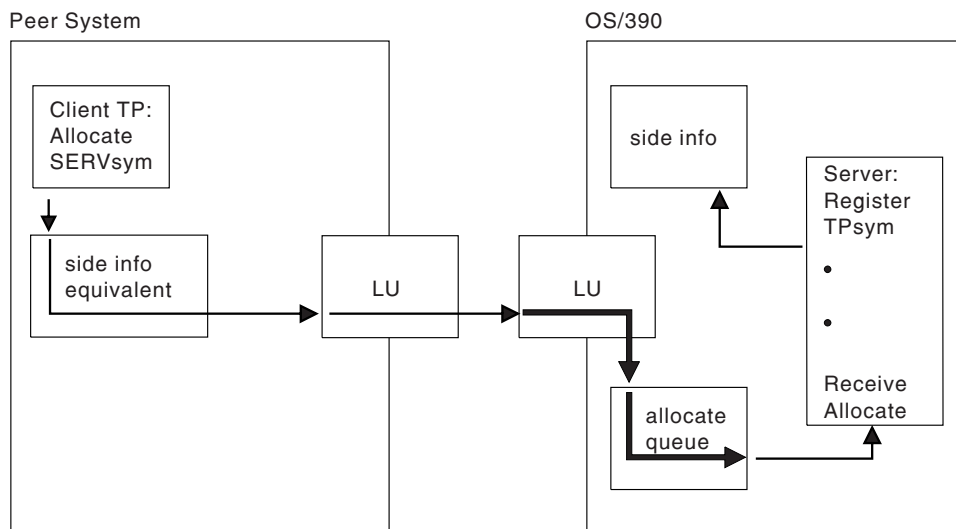 Peer System
OS/390
Client TP:
Allocate
SERVsym
side info
Server:
Register
TPsym
side info
equivalent
LU
LU
Receive
Allocate
allocate
queue